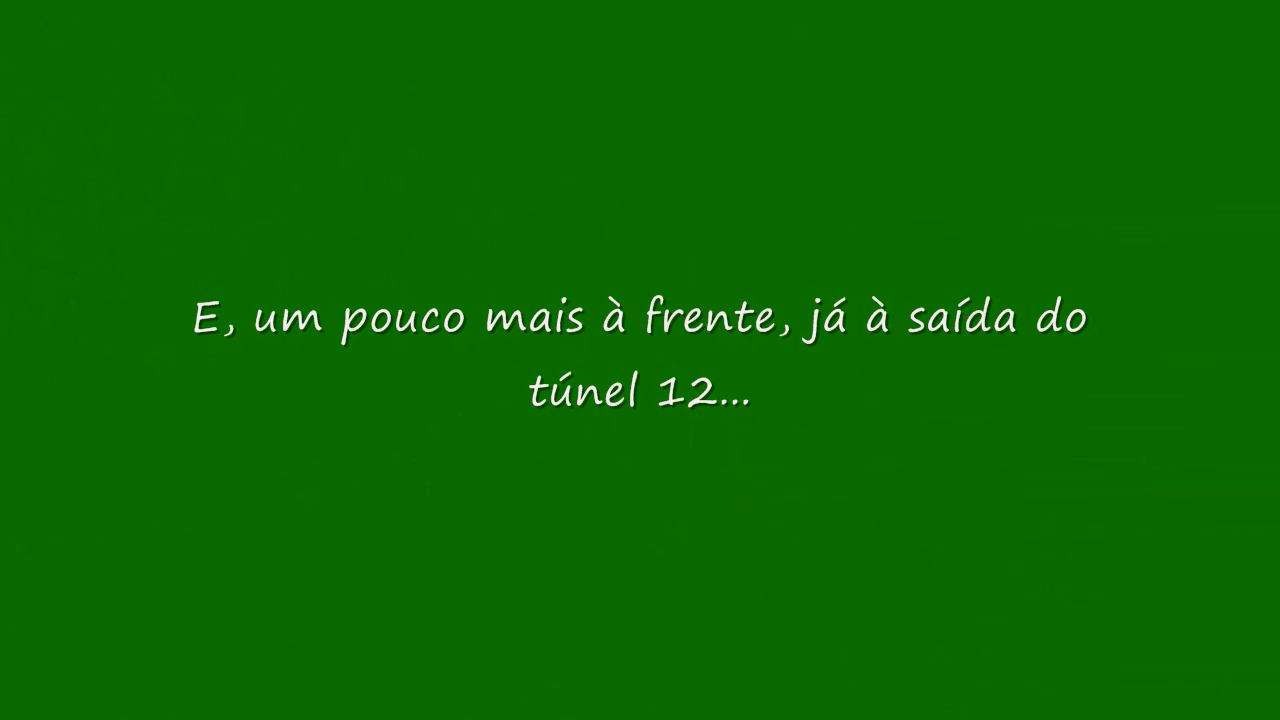 E, um pouco mais à frente, já à saída do
túnel 12...